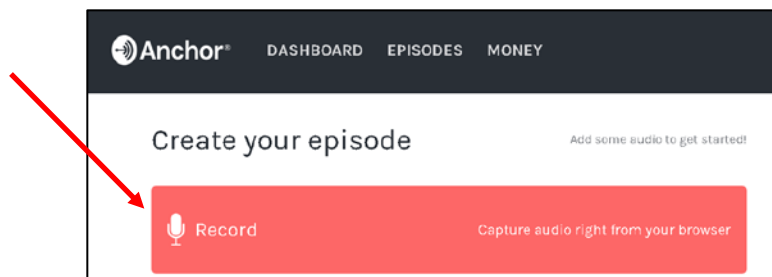 Anchor® DASHBOARD EPISODES MONEY
Create your episode Add some audio to get started!
Record Capture audio right from your browser